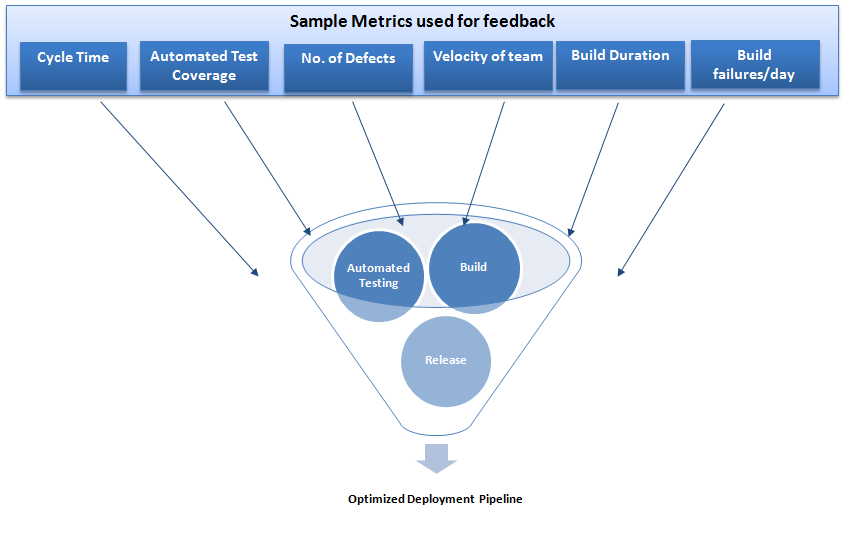 Sample Metrics used for feedback
Cycle Time
Automated Test
Coverage
No. of Defects
Velocity of team
Build Duration
Build
failures/day
Automated
Testing
Build
Release
Optimized Deployment Pipeline